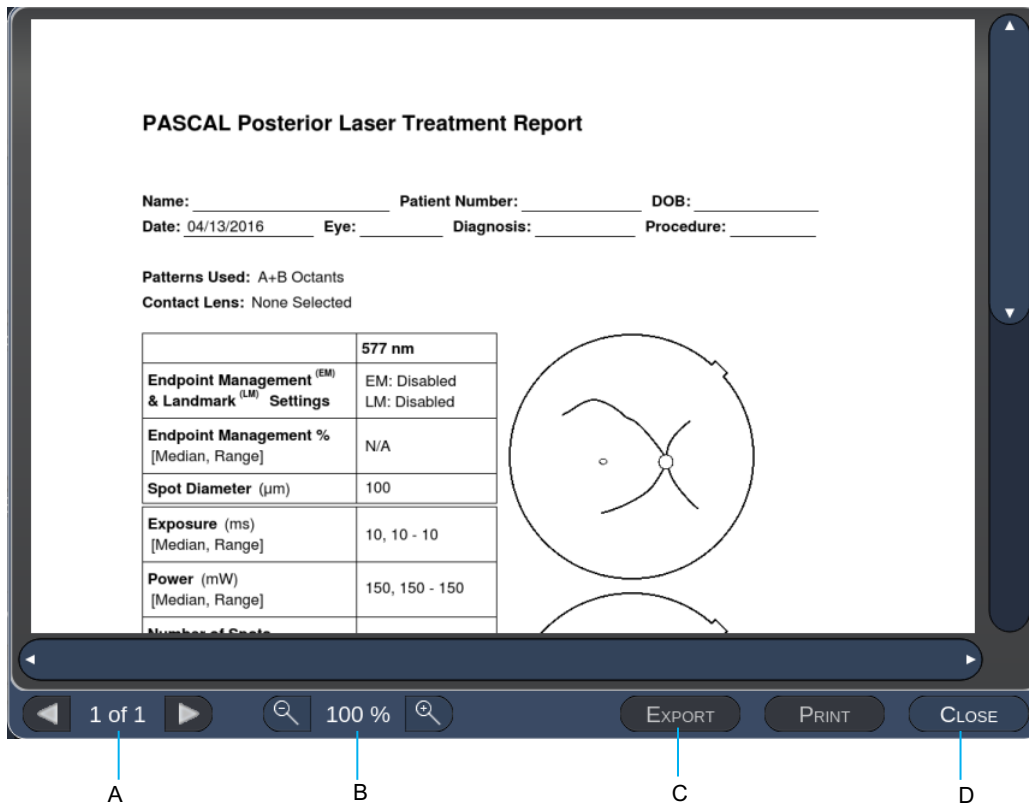 PASCAL Posterior Laser Treatment Report
Name: Patient Number: DOB:
Date: 04/13/2016 Eye: Diagnosis: Procedure:
Patterns Used: A+B Octants
Contact Lens: None Selected
577 nm
Endpoint Management (EM)
& Landmark (LM) Settings
EM: Disabled
LM: Disabled
Endpoint Management %
[Median, Range]
N/A
Spot Diameter (µm) 100
Exposure (ms)
[Median, Range]
10, 10 - 10
Power (mW)
[Median, Range]
150, 150 - 150
Number of Spots
1 of 1 100 % EXPORT PRINT CLOSE
A B C D